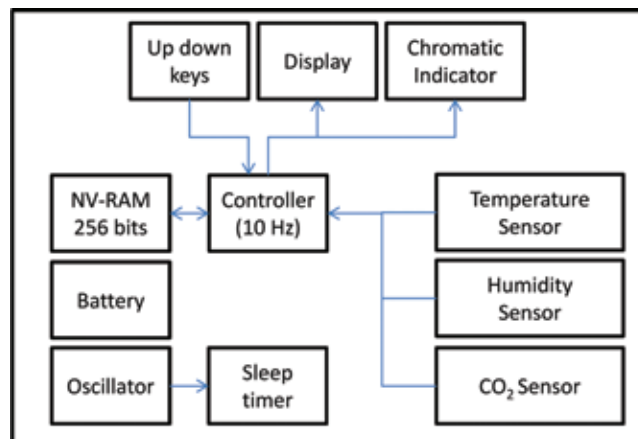 Up down
keys
Display
Chromatic
Indicator
NV-RAM
256 bits
Controller
(10 Hz)
Temperature
Sensor
Battery
Humidity
Sensor
Oscillator
Sleep
timer
CO₂ Sensor